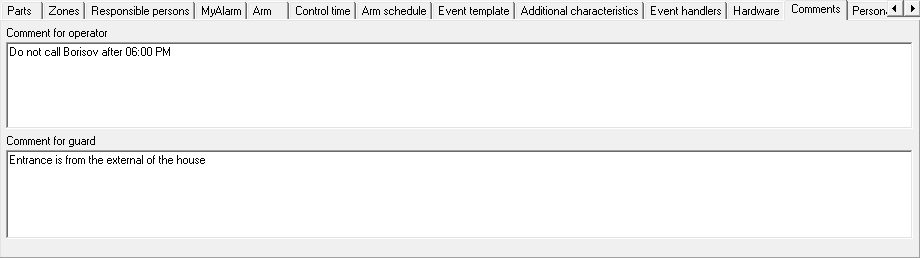 Parts Zones Responsible persons MyAlarm Arm Control time Arm schedule Event template Additional characteristics Event handlers Hardware Comments
Comment for operator
Do not call Borisov after 06:00 PM
Comment for guard
Entrance is from the external of the house